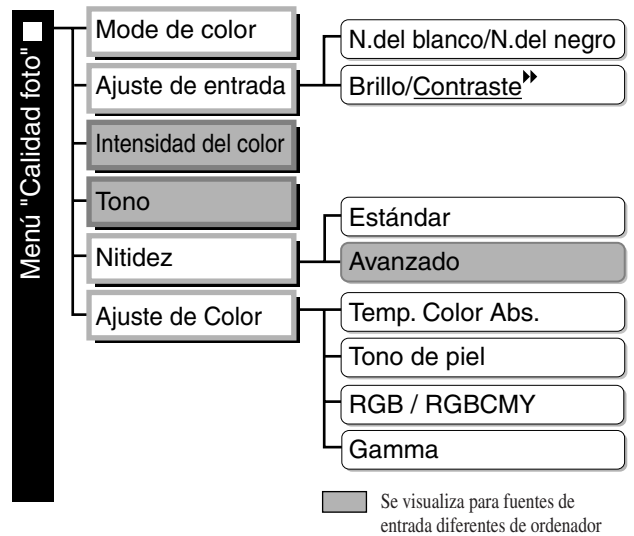 Menú "Calidad foto"
Mode de color
Ajuste de entrada
N.del blanco/N.del negro
Brillo/Contraste
Intensidad del color
Tono
Nitidez
Estándar
Avanzado
Ajuste de Color
Temp. Color Abs.
Tono de piel
RGB / RGBCMY
Gamma
Se visualiza para fuentes de
entrada diferentes de ordenador